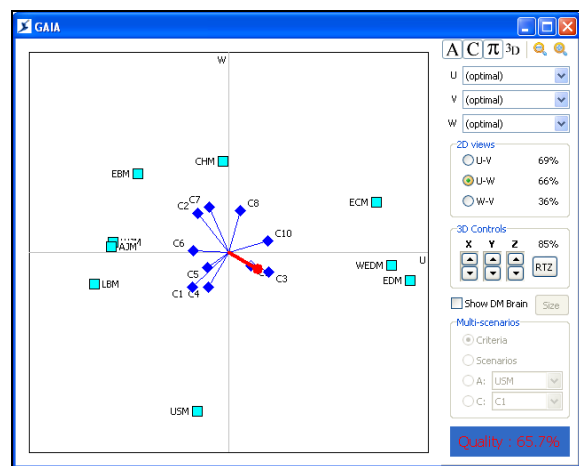 GAIA
A C π 3D
W
U (optimal)
V (optimal)
W (optimal)
2D views
U-V 69%
U-W 66%
W-V 36%
3D Controls
X Y Z 85%
RTZ
Show DM Brain Size
Multi-scenarios
Criteria
Scenarios
A: USM
C: C1
Quality : 65.7%
CHM
EBM
C7
C2
C8
ECM
C10
C6
AJM
U
WEDM
C5
C3
EDM
LBM
C1 C4
USM